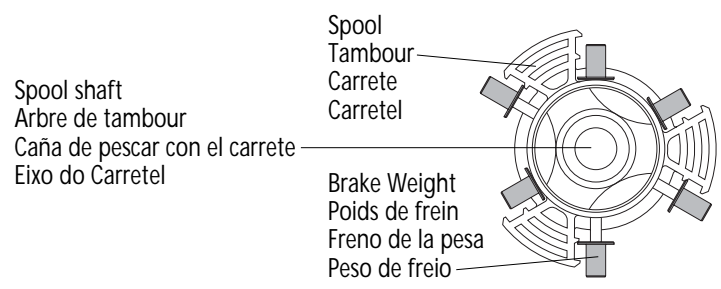 Spool
Tambour
Carrete
Carretel
Spool shaft
Arbre de tambour
Caña de pescar con el carrete
Eixo do Carretel
Brake Weight
Poids de frein
Freno de la pesa
Peso de freio